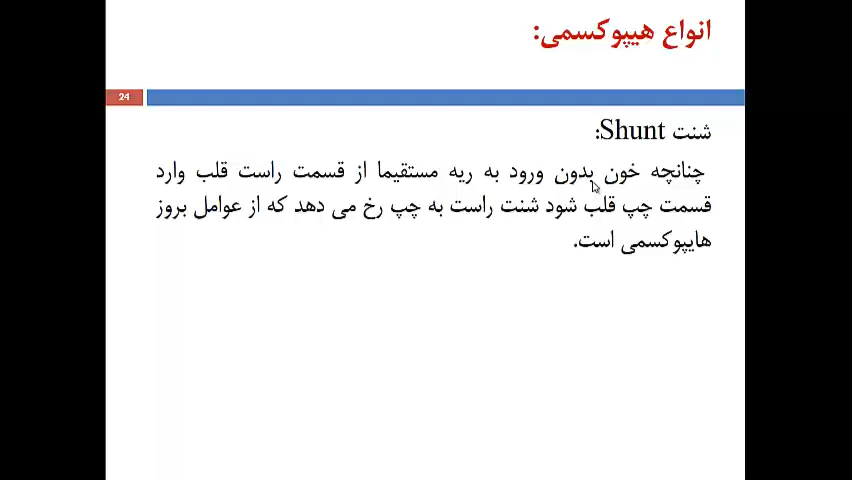 انواع هیپوکسمی:
24
شنت Shunt:
چنانچه خون بدون ورود به ریه مستقیما از قسمت راست قلب وارد
قسمت چپ قلب شود شنت راست به چپ رخ می دهد که از عوامل بروز
هایپوکسمی است.